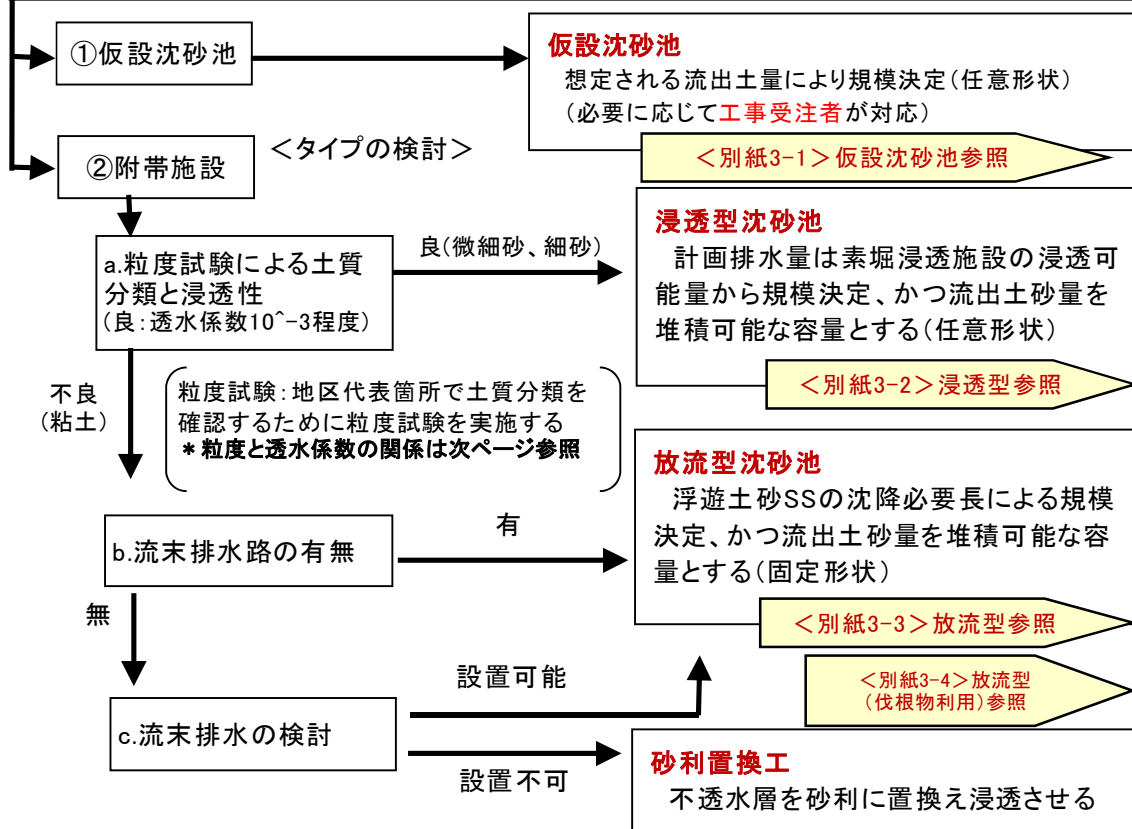 ①仮設沈砂池
仮設沈砂池
想定される流出土量により規模決定(任意形状)
(必要に応じて工事受注者が対応)
<別紙3-1>仮設沈砂池参照
②附帯施設
<タイプの検討>
a.粒度試験による土質
分類と浸透性
(良:透水係数10^-3程度)
良(微細砂、細砂)
浸透型沈砂池
計画排水量は素堀浸透施設の浸透可
能量から規模決定、かつ流出土砂量を
堆積可能な容量とする(任意形状)
<別紙3-2>浸透型参照
不良
(粘土)
粒度試験:地区代表箇所で土質分類を
確認するために粒度試験を実施する
*粒度と透水係数の関係は次ページ参照
b.流末排水路の有無
有
放流型沈砂池
浮遊土砂SSの沈降必要長による規模
決定、かつ流出土砂量を堆積可能な容
量とする(固定形状)
<別紙3-3>放流型参照
<別紙3-4>放流型
(伐根物利用)参照
無
c.流末排水の検討
設置可能
設置不可
砂利置換工
不透水層を砂利に置換え浸透させる